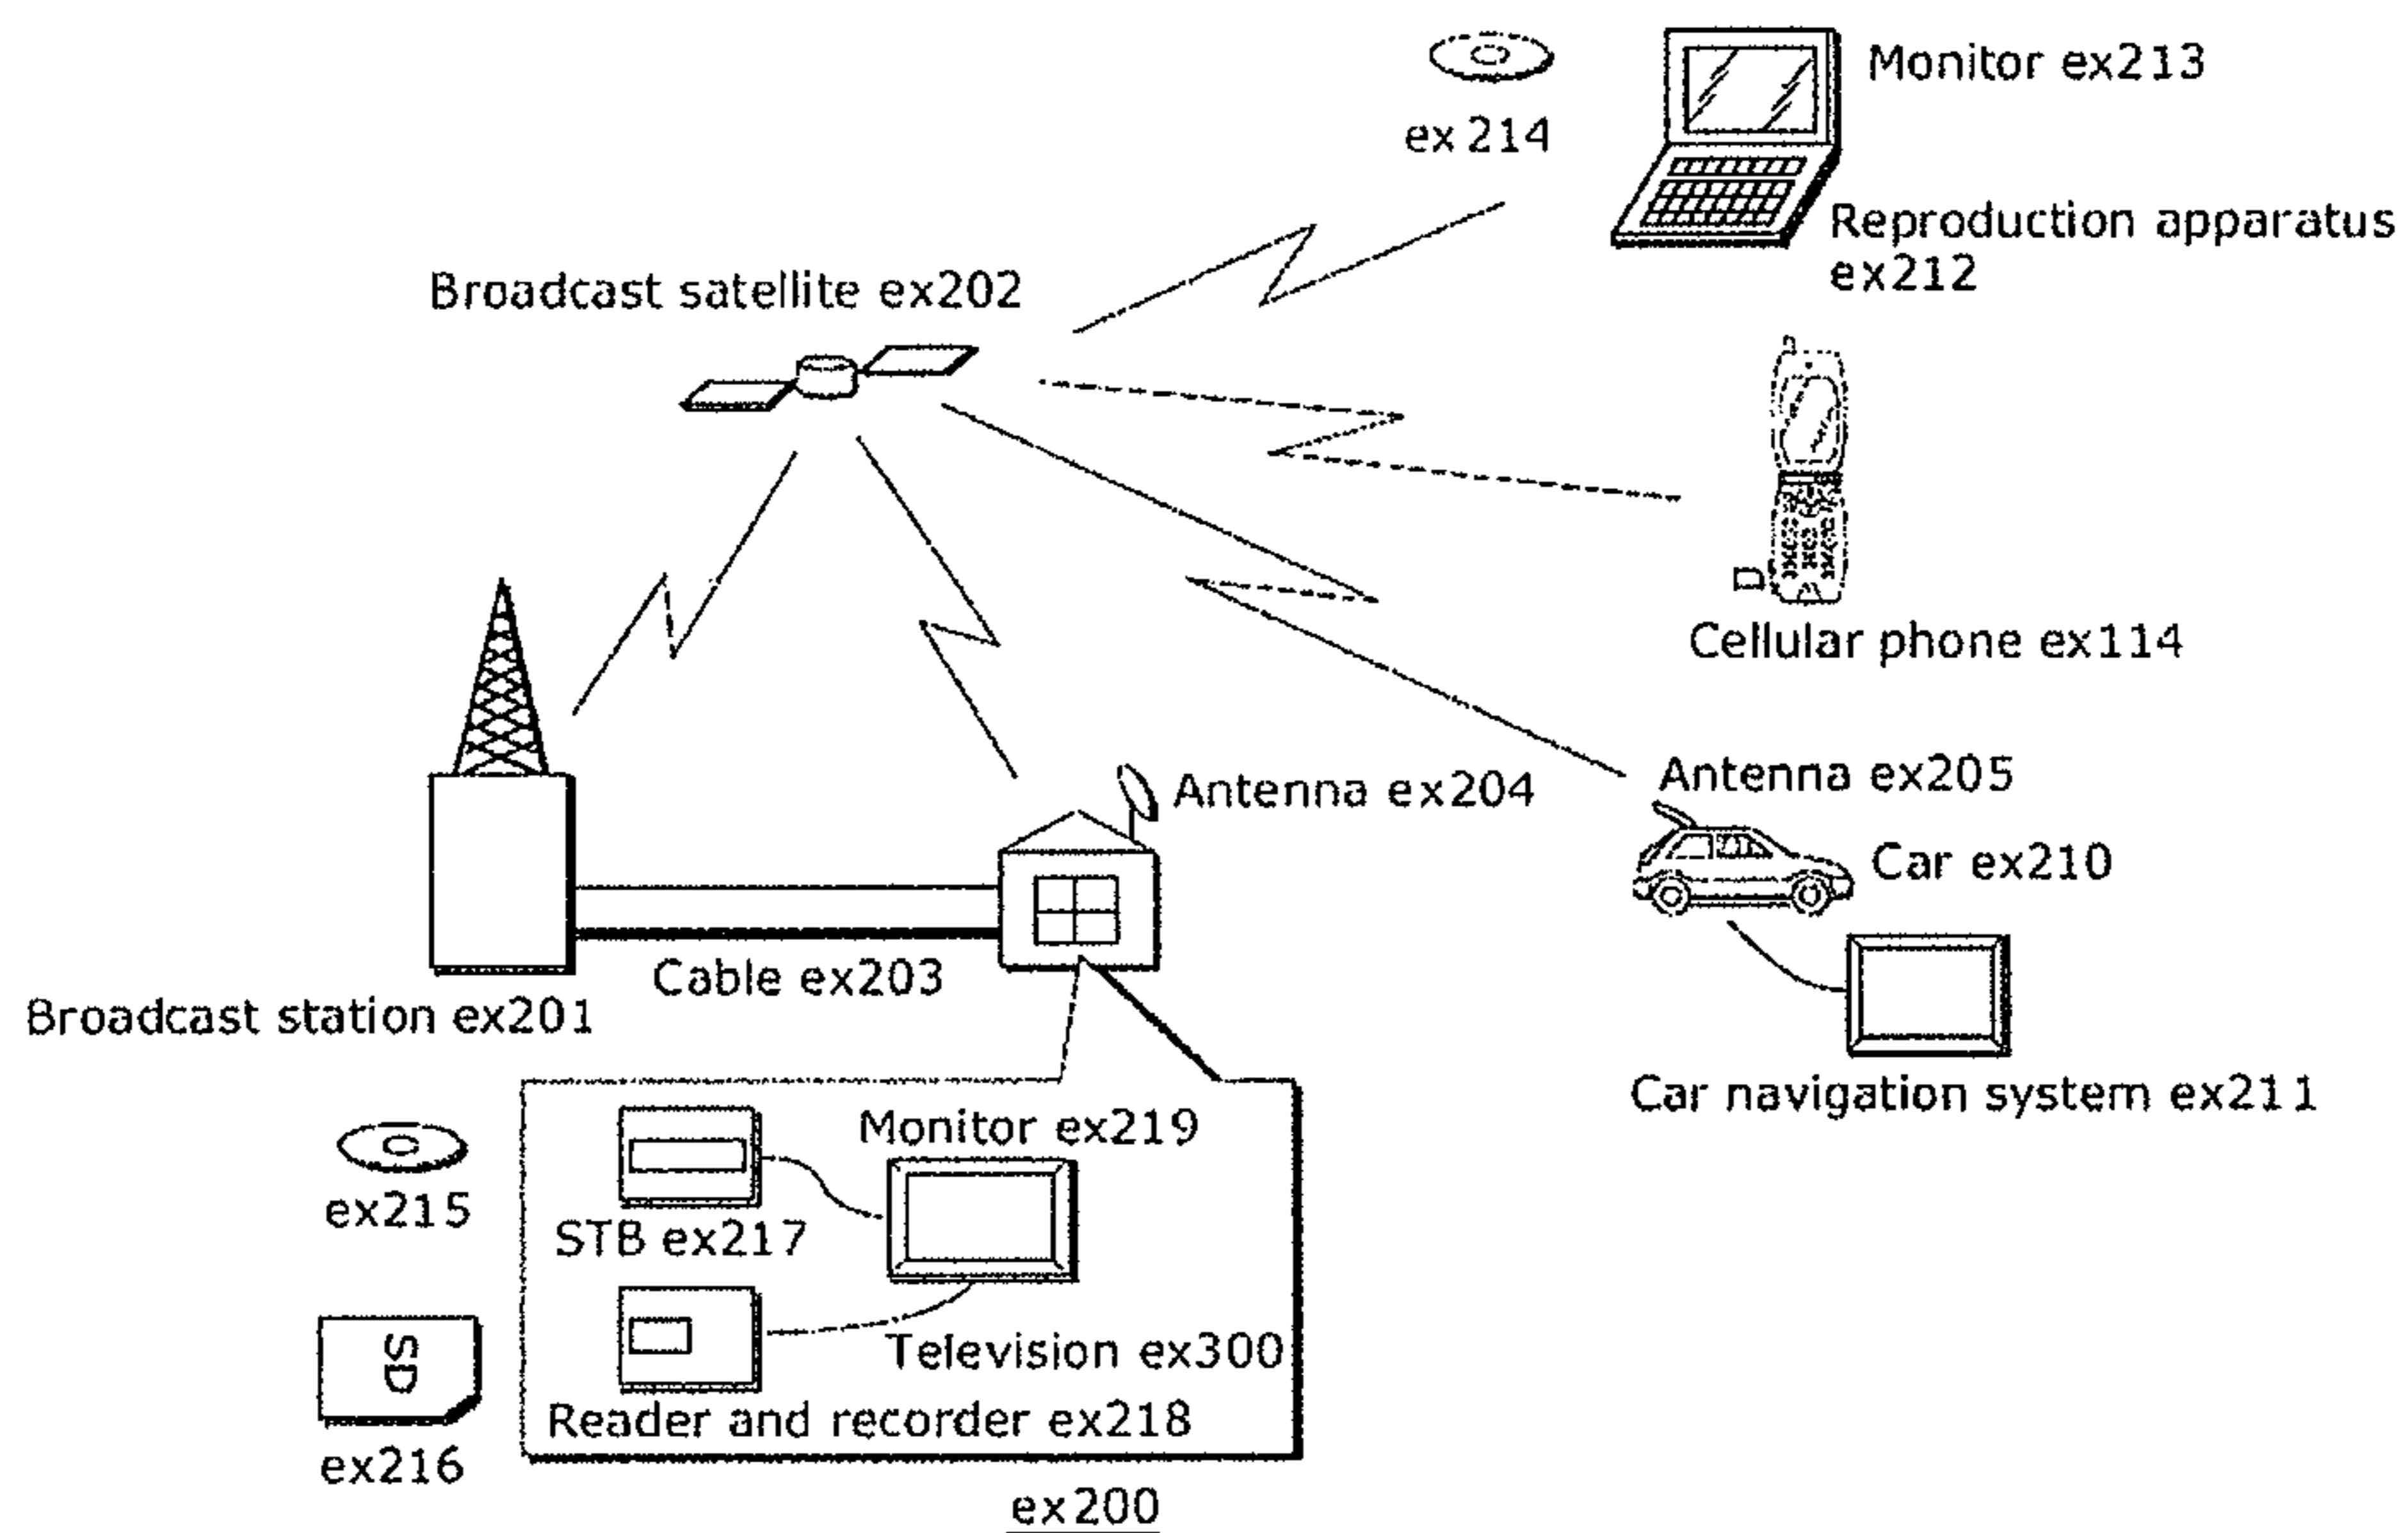 Monitor ex213
ex214
Reproduction apparatus
ex212
Broadcast satellite ex202
Cellular phone ex114
Antenna ex204
Antenna ex205
Car ex210
Cable ex203
Broadcast station ex201
Car navigation system ex211
Monitor ex219
ex215
STB ex217
SD
Television ex300
Reader and recorder ex218
ex216
ex200